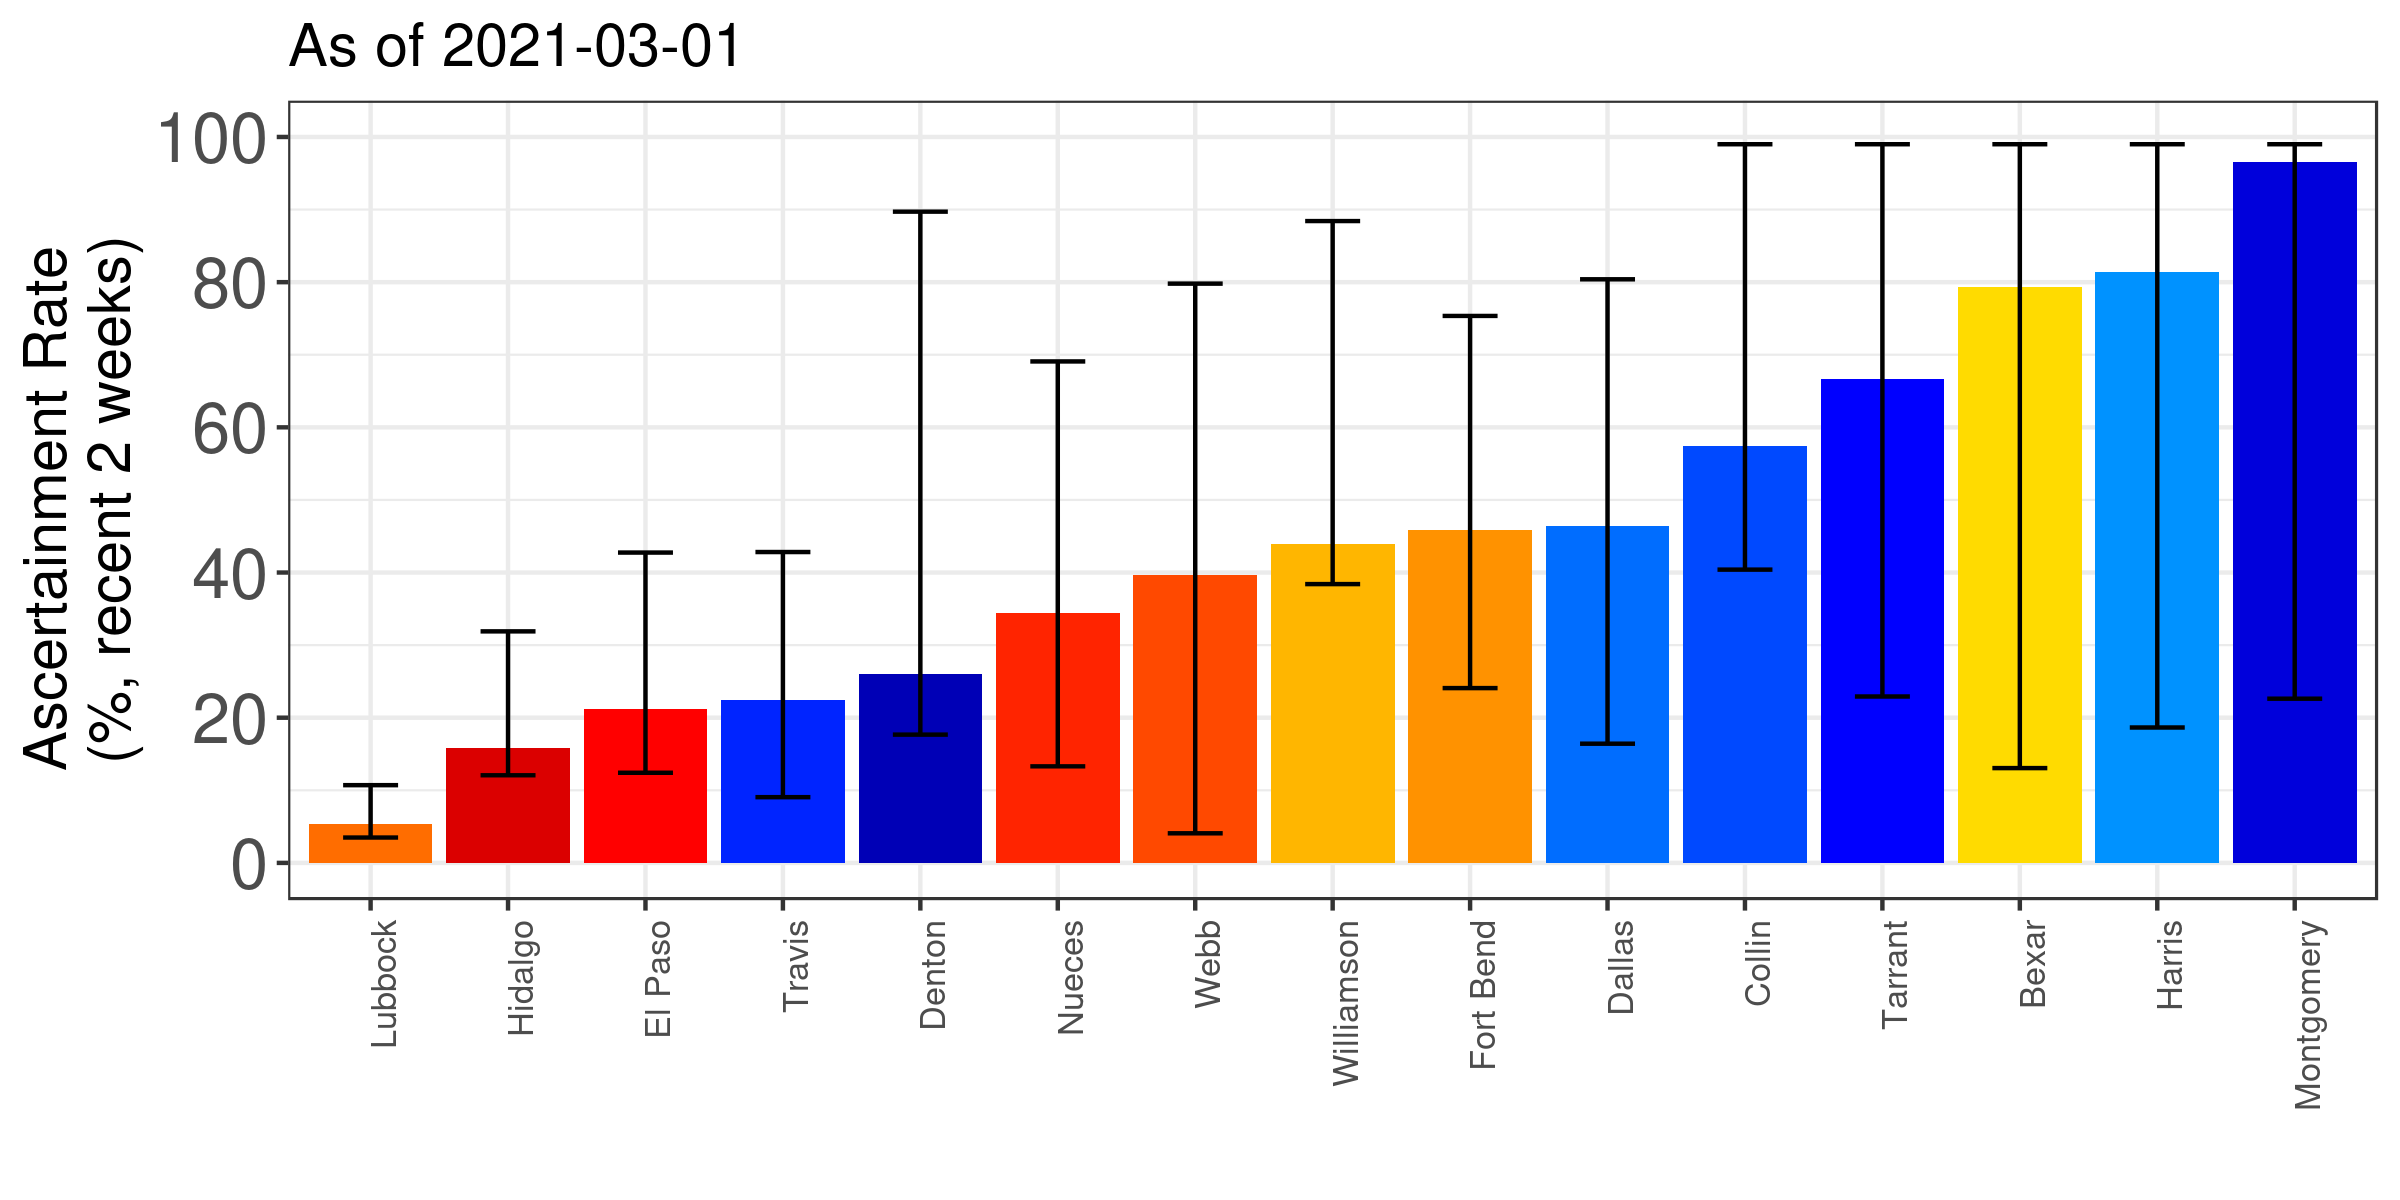 As of 2021-03-01
Ascertainment Rate
(%, recent 2 weeks)
100
80
60
40
20
0
Lubbock
Hidalgo
El Paso
Travis
Denton
Nueces
Webb
Williamson
Fort Bend
Dallas
Collin
Tarrant
Bexar
Harris
Montgomery